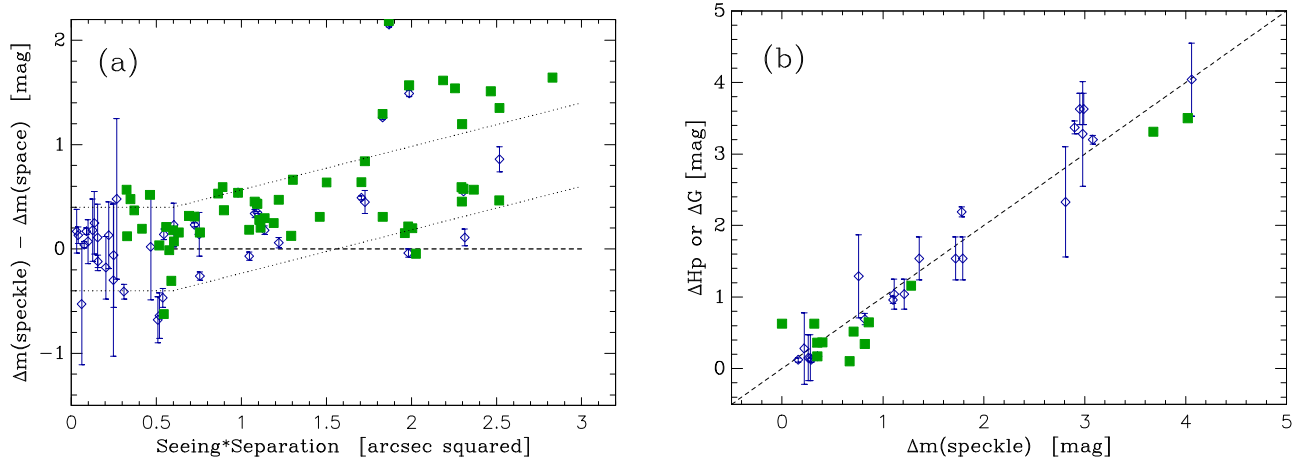 (a)
Δm(speckle) − Δm(space) [mag]
2
1
0
−1
0 0.5 1 1.5 2 2.5 3
Seeing*Separation [arcsec squared]
(b)
ΔHp or ΔG [mag]
5
4
3
2
1
0
0 1 2 3 4 5
Δm(speckle) [mag]